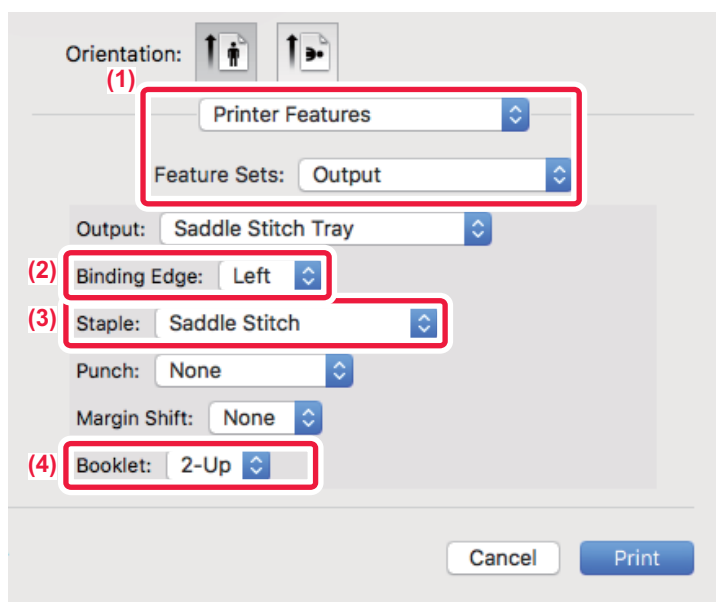 Orientation:
(1)
Printer Features
Feature Sets: Output
Output: Saddle Stitch Tray
(2) Binding Edge: Left
(3) Staple: Saddle Stitch
Punch: None
Margin Shift: None
(4) Booklet: 2-Up
Cancel Print